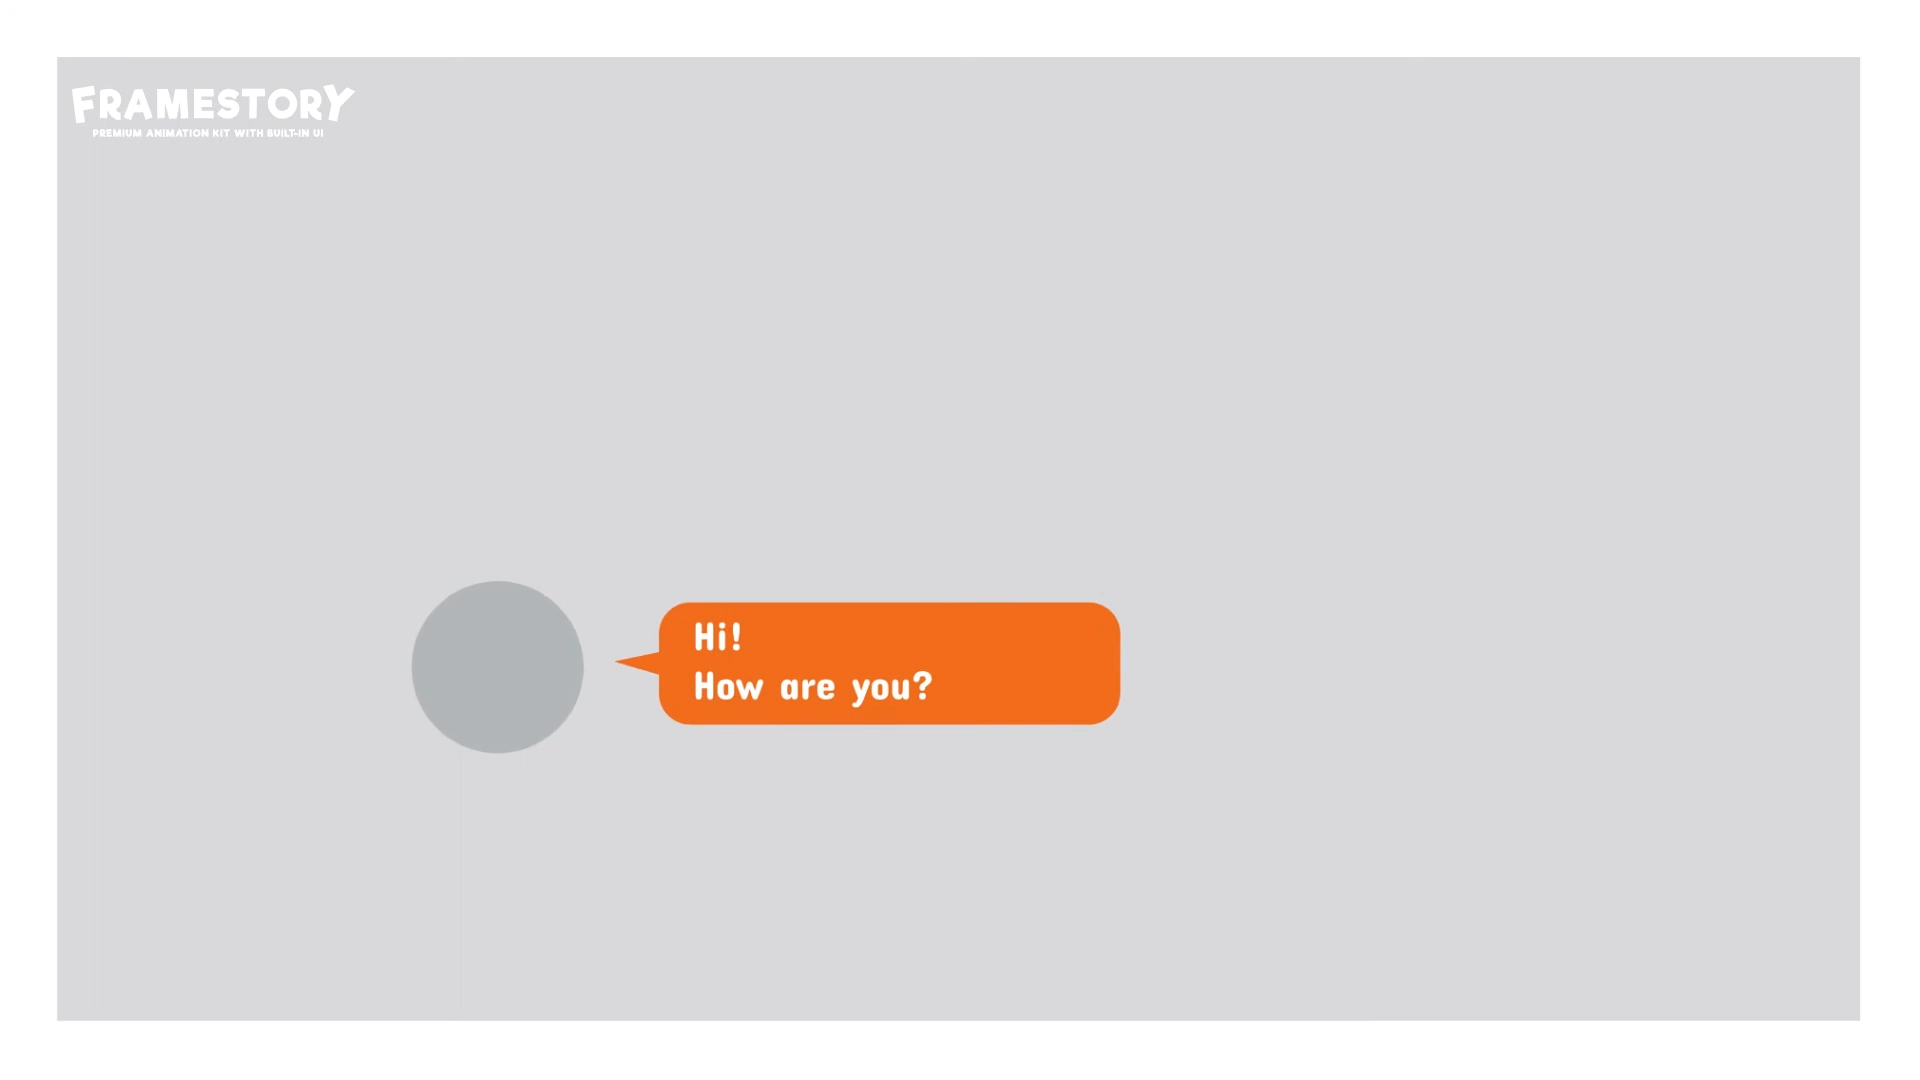 FRAMESTORY
PREMIUM ANIMATION KIT WITH BUILT-IN UI
Hi!
How are you?